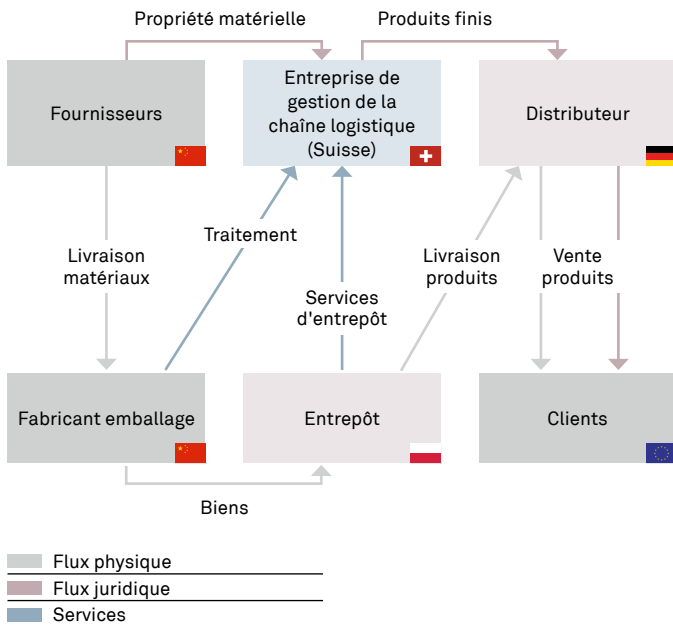 Propriété matérielle
Produits finis
Fournisseurs
Entreprise de
gestion de la
chaîne logistique
(Suisse)
Distributeur
Livraison
matériaux
Traitement
Services
d'entrepôt
Livraison
produits
Vente
produits
Fabricant emballage
Entrepôt
Clients
Biens
Flux physique
Flux juridique
Services